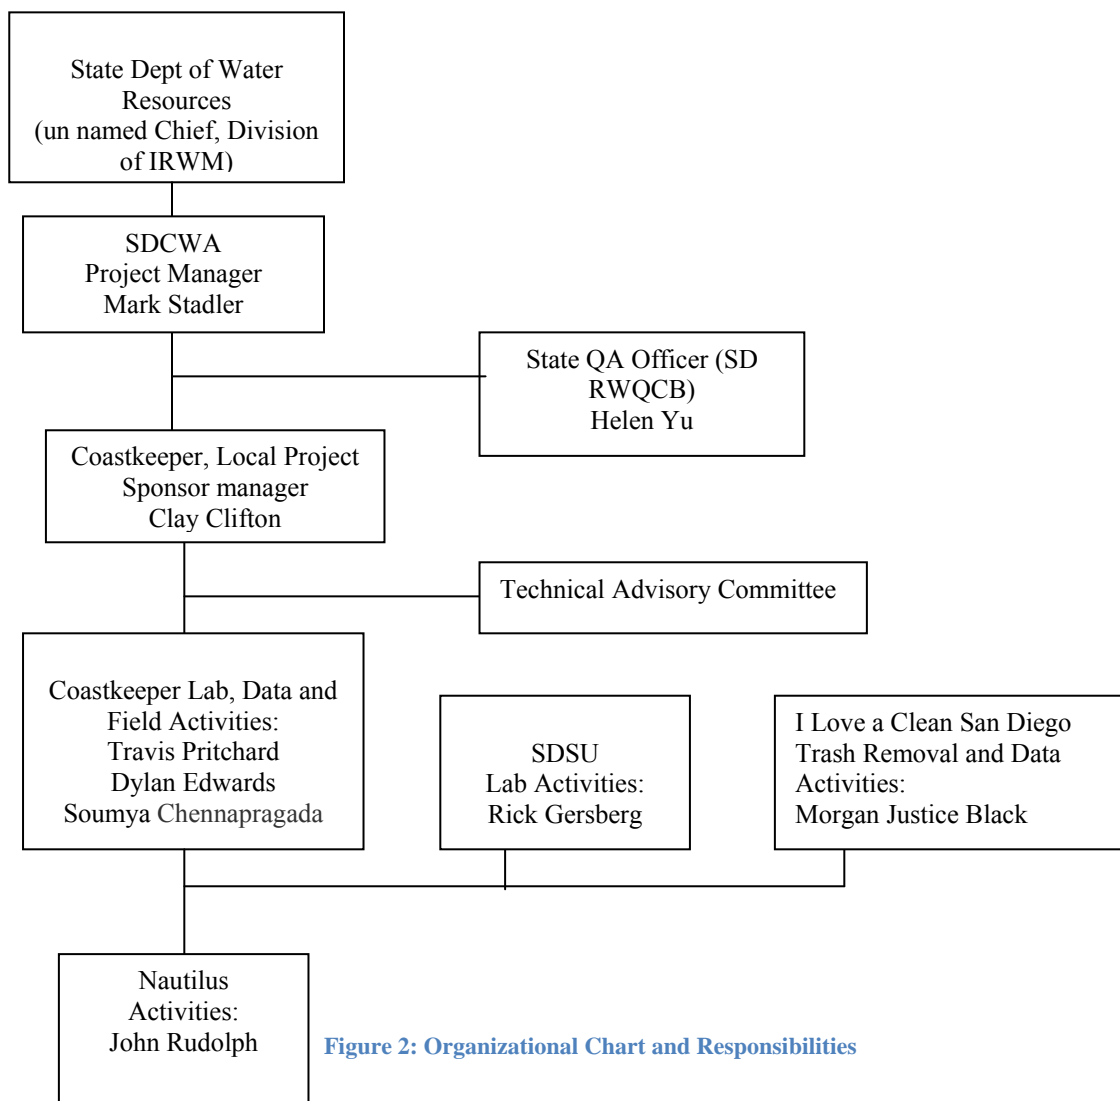 State Dept of Water
Resources
(un named Chief, Division
of IRWM)
SDCWA
Project Manager
Mark Stadler
State QA Officer (SD
RWQCB)
Helen Yu
Coastkeeper, Local Project
Sponsor manager
Clay Clifton
Technical Advisory Committee
Coastkeeper Lab, Data and
Field Activities:
Travis Pritchard
Dylan Edwards
Soumya Chennapragada
SDSU
Lab Activities:
Rick Gersberg
I Love a Clean San Diego
Trash Removal and Data
Activities:
Morgan Justice Black
Nautilus
Activities:
John Rudolph
Figure 2: Organizational Chart and Responsibilities